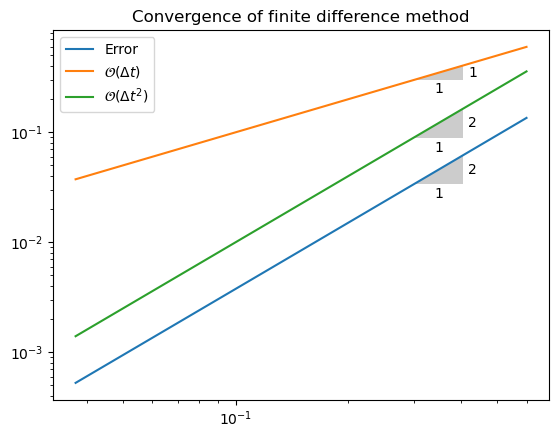 Convergence of finite difference method
Error
𝒪(Δt)
𝒪(Δt²)
10⁻¹
10⁻²
10⁻³
10⁻¹
1
1
2
1
2
1